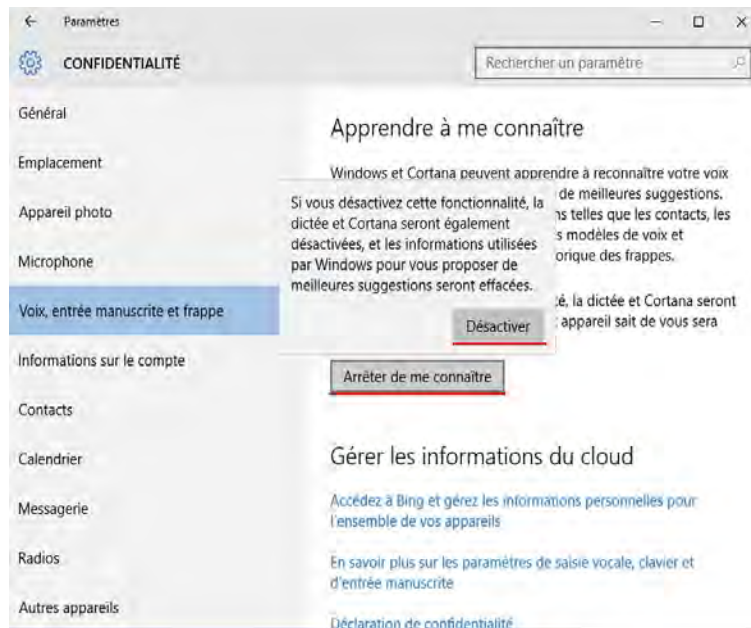 Paramètres
CONFIDENTIALITÉ
Rechercher un paramètre
Général
Emplacement
Appareil photo
Microphone
Voix, entrée manuscrite et frappe
Informations sur le compte
Contacts
Calendrier
Messagerie
Radios
Autres appareils
Apprendre à me connaître
Windows et Cortana peuvent apprendre à reconnaître votre voix
de meilleures suggestions.
telles que les contacts, les
modèles de voix et
frappes.
la dictée et Cortana seront
appareil sait de vous sera
Si vous désactivez cette fonctionnalité, la
dictée et Cortana seront également
désactivées, et les informations utilisées
par Windows pour vous proposer de
meilleures suggestions seront effacées.
Désactiver
Arrêter de me connaître
Gérer les informations du cloud
Accédez à Bing et gérez les informations personnelles pour
l'ensemble de vos appareils
En savoir plus sur les paramètres de saisie vocale, clavier et
d'entrée manuscrite
Déclaration de confidentialité